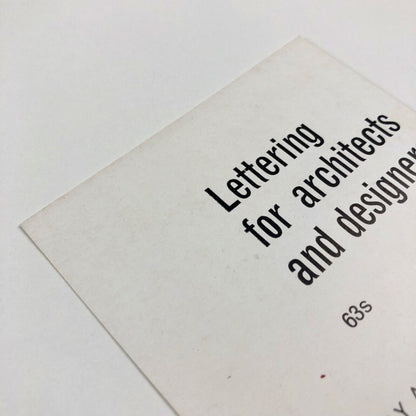 Lettering
for architects
and designer
63s